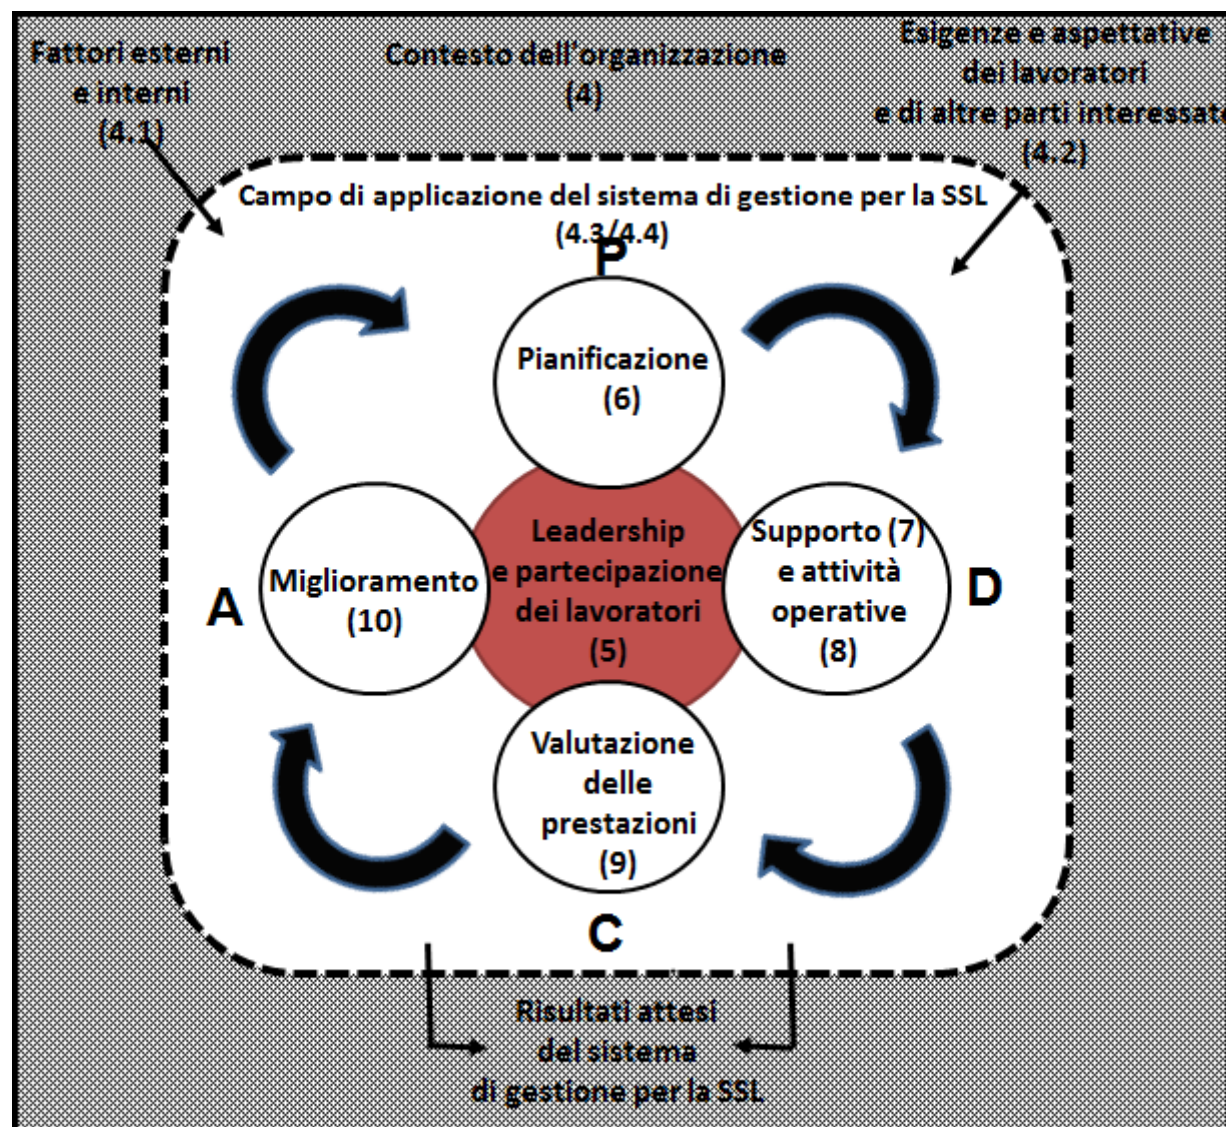 Fattori esterni
e interni
(4.1)
Contesto dell'organizzazione
(4)
Esigenze e aspettative
dei lavoratori
e di altre parti interessate
(4.2)
Campo di applicazione del sistema di gestione per la SSL
(4.3/4.4)
P
Pianificazione
(6)
Leadership
e partecipazione
dei lavoratori
(5)
Supporto (7)
e attività
operative
(8)
D
A
Miglioramento
(10)
Valutazione
delle
prestazioni
(9)
C
Risultati attesi
del sistema
di gestione per la SSL